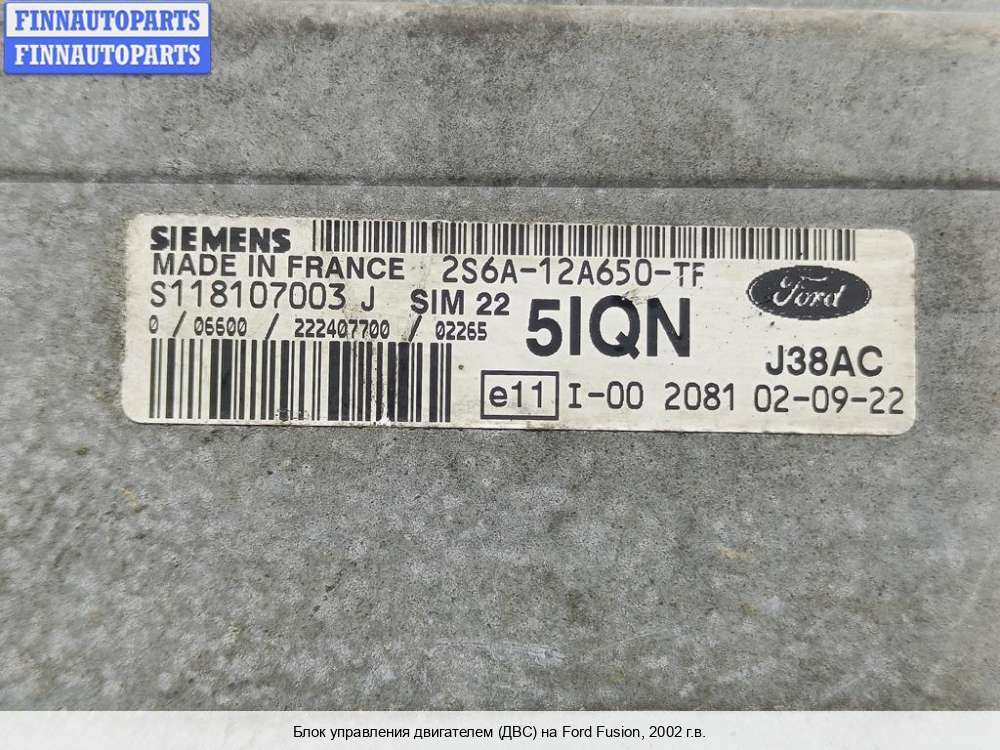 FINNAUTOPARTS
FINNAUTOPARTS
SIEMENS
MADE IN FRANCE 2S6A-12A650-TF
S118107003 J SIM 22
Ford
0 / 06600 / 222407700 / 02265
5IQN
J38AC
e11 I-00 2081 02-09-22
Блок управления двигателем (ДВС) на Ford Fusion, 2002 г.в.